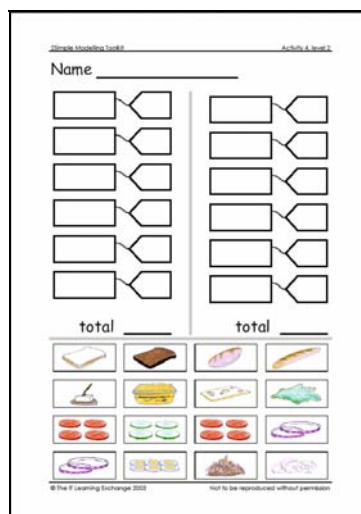 2Simple Modelling Toolkit Activity 4, level 2
Name
total total
© The IT Learning Exchange 2003 Not to be reproduced without permission